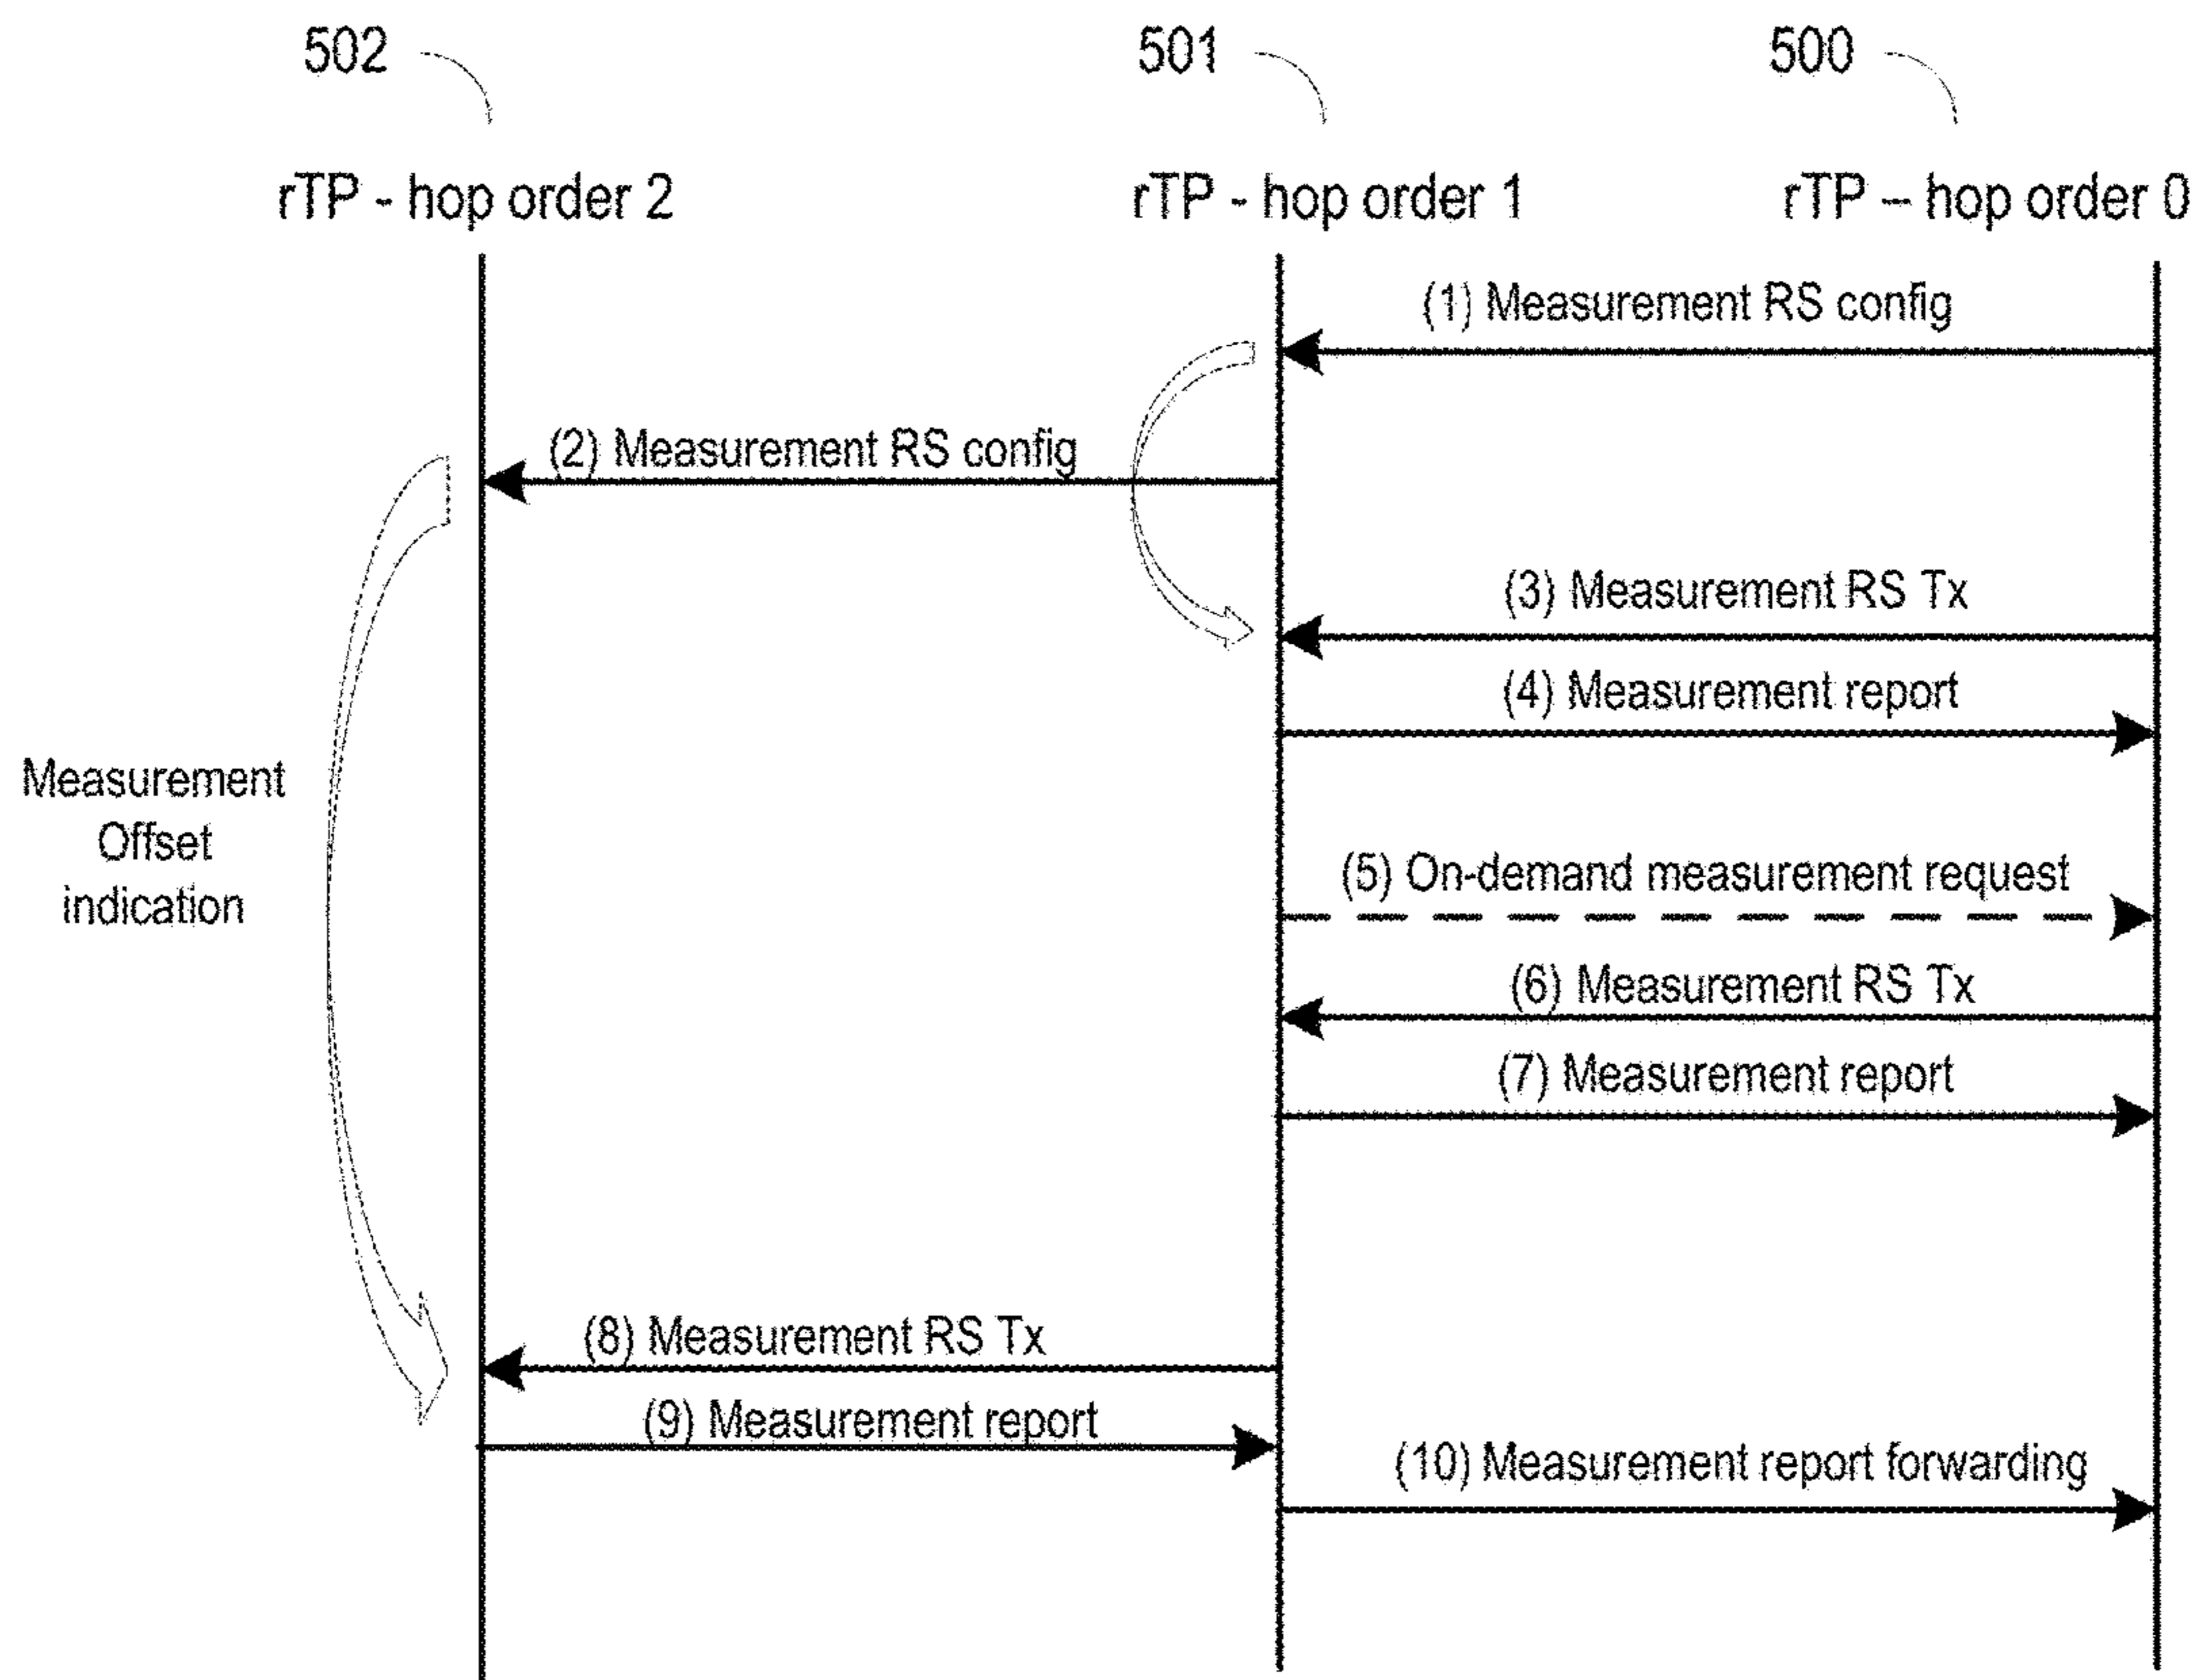 502
501
500
rTP - hop order 2
rTP - hop order 1
rTP – hop order 0
(1) Measurement RS config
(2) Measurement RS config
(3) Measurement RS Tx
(4) Measurement report
Measurement
Offset
indication
(5) On-demand measurement request
(6) Measurement RS Tx
(7) Measurement report
(8) Measurement RS Tx
(9) Measurement report
(10) Measurement report forwarding